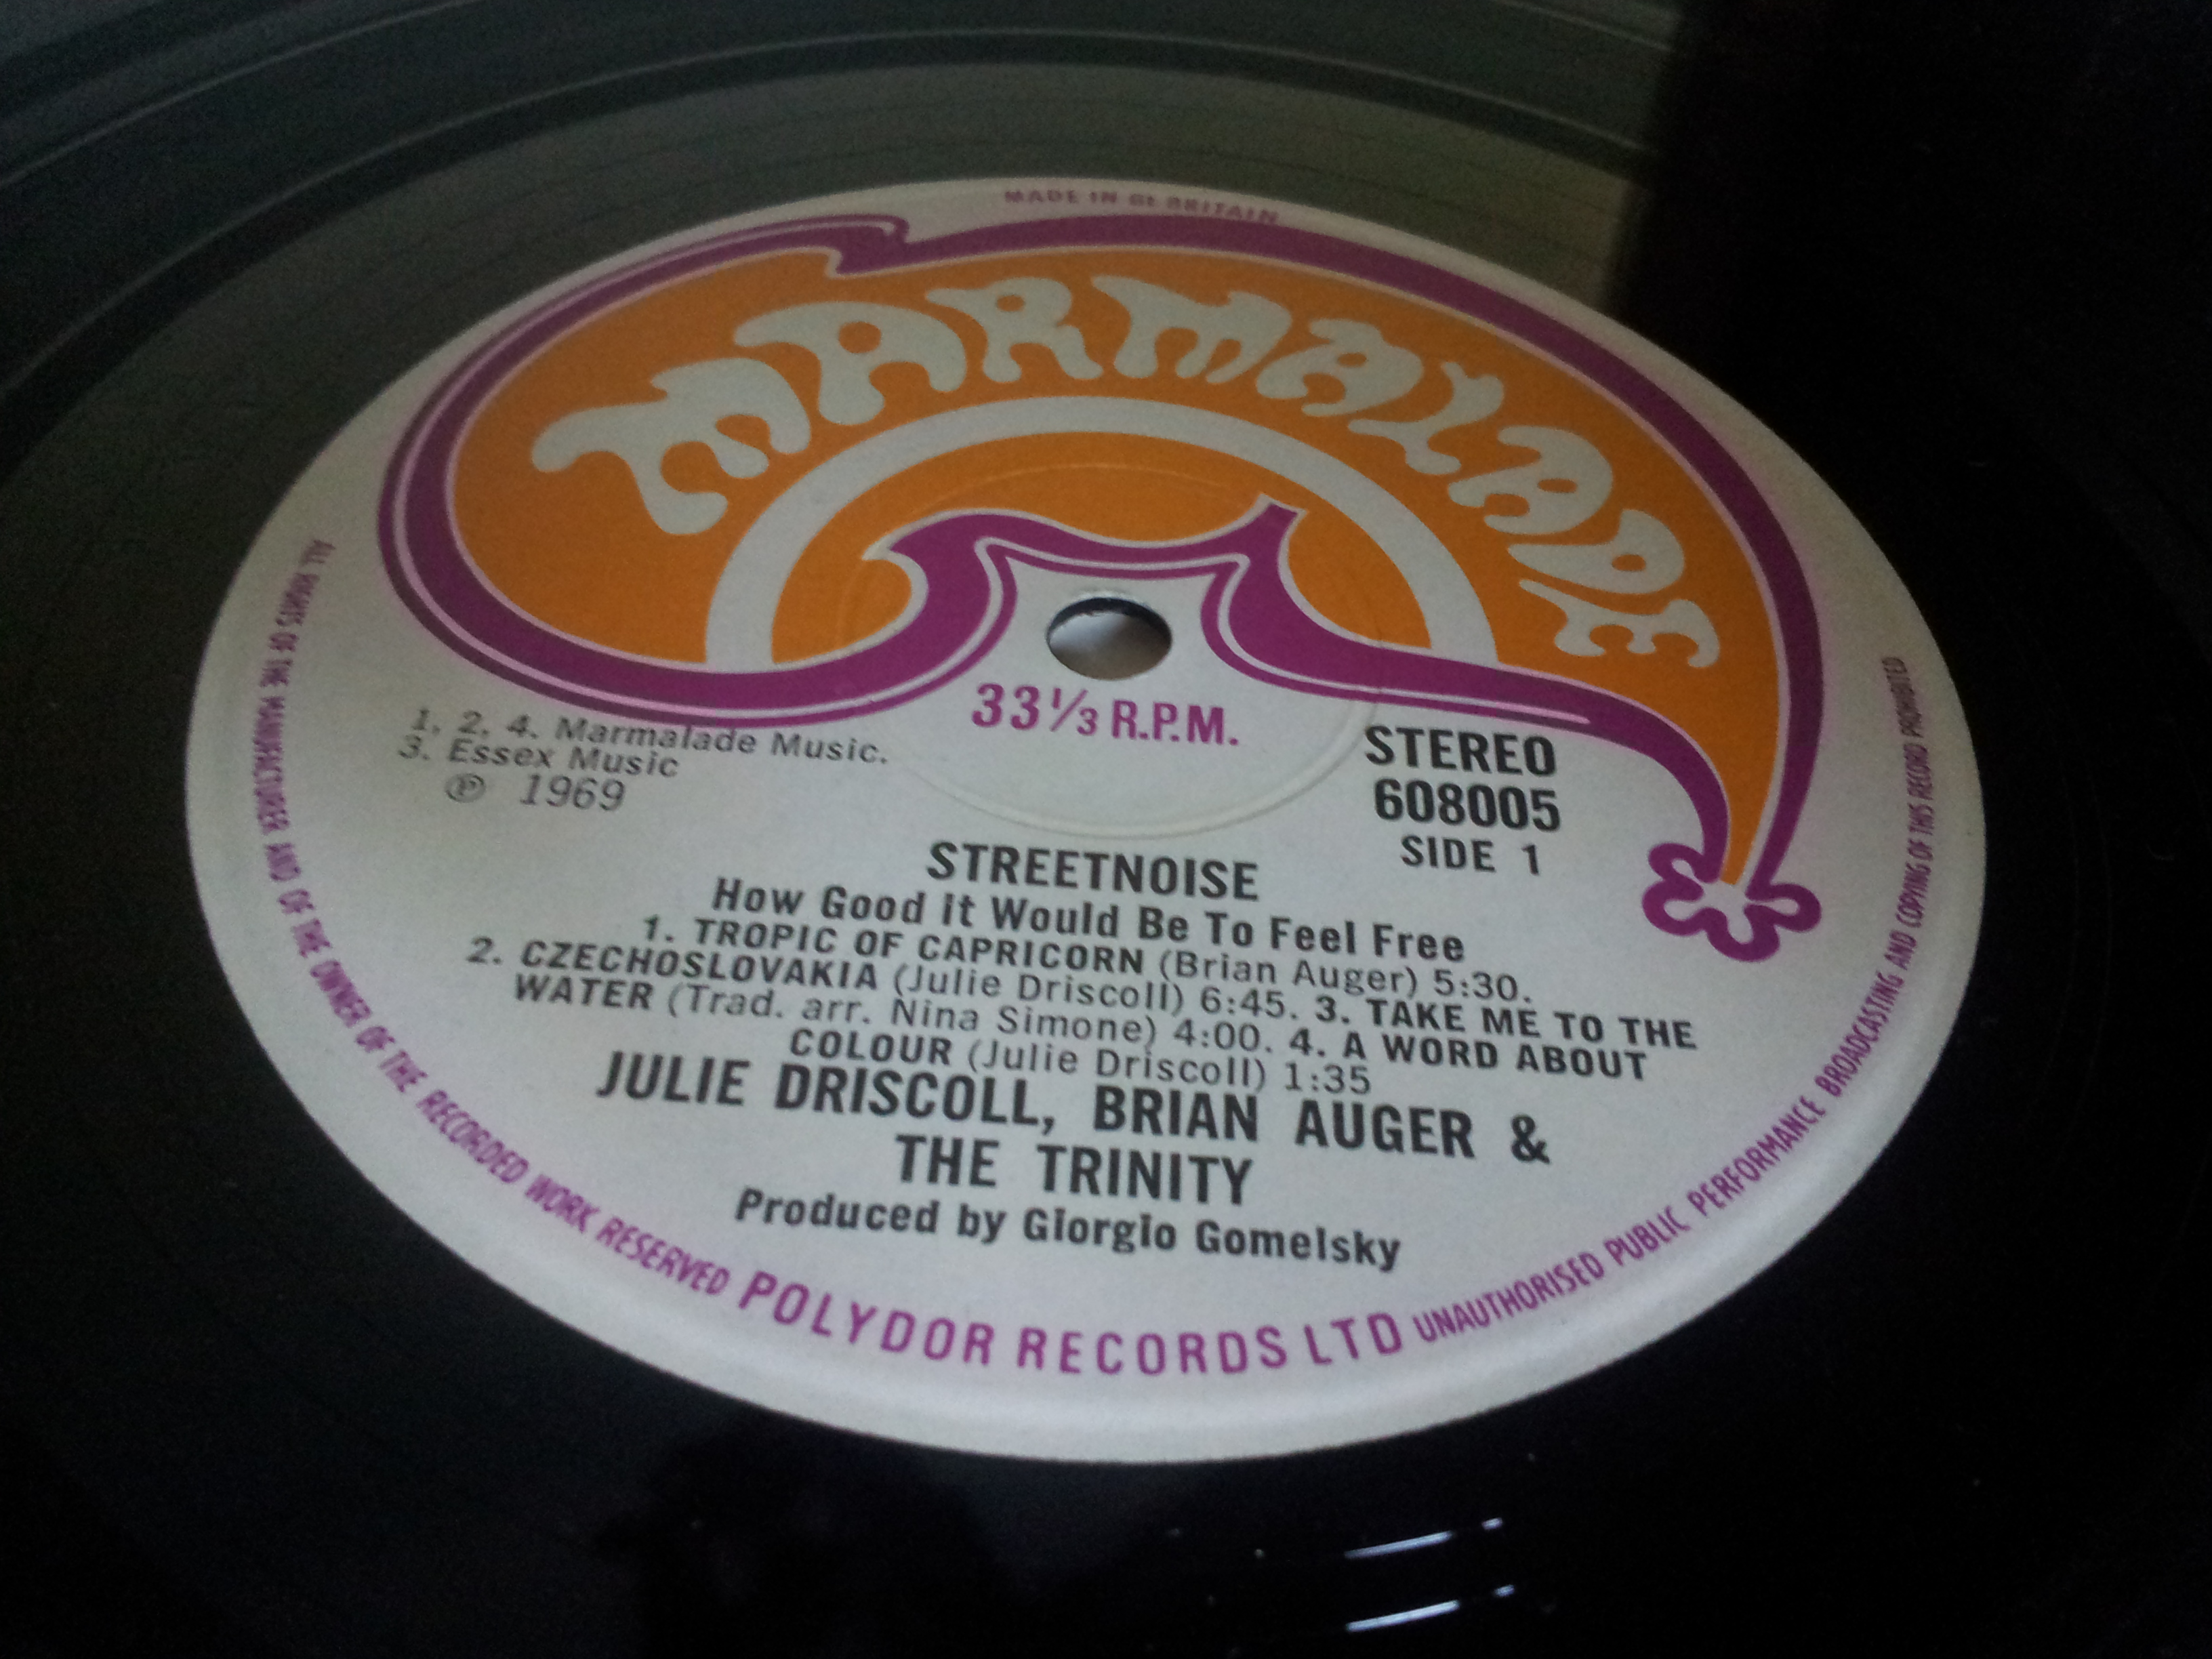 MADE IN Gt. BRITAIN
MARMALADE
33⅓ R.P.M.
1, 2, 4. Marmalade Music.
3. Essex Music
℗ 1969
STEREO
608005
SIDE 1
STREETNOISE
How Good it Would Be To Feel Free
1. TROPIC OF CAPRICORN (Brian Auger) 5:30.
2. CZECHOSLOVAKIA (Julie Driscoll) 6:45. 3. TAKE ME TO THE
WATER (Trad. arr. Nina Simone) 4:00. 4. A WORD ABOUT
COLOUR (Julie Driscoll) 1:35
JULIE DRISCOLL, BRIAN AUGER &
THE TRINITY
Produced by Giorgio Gomelsky
ALL RIGHTS OF THE MANUFACTURER AND OF THE OWNER OF THE RECORDED WORK RESERVED POLYDOR RECORDS LTD UNAUTHORISED PUBLIC PERFORMANCE BROADCASTING AND COPYING OF THIS RECORD PROHIBITED